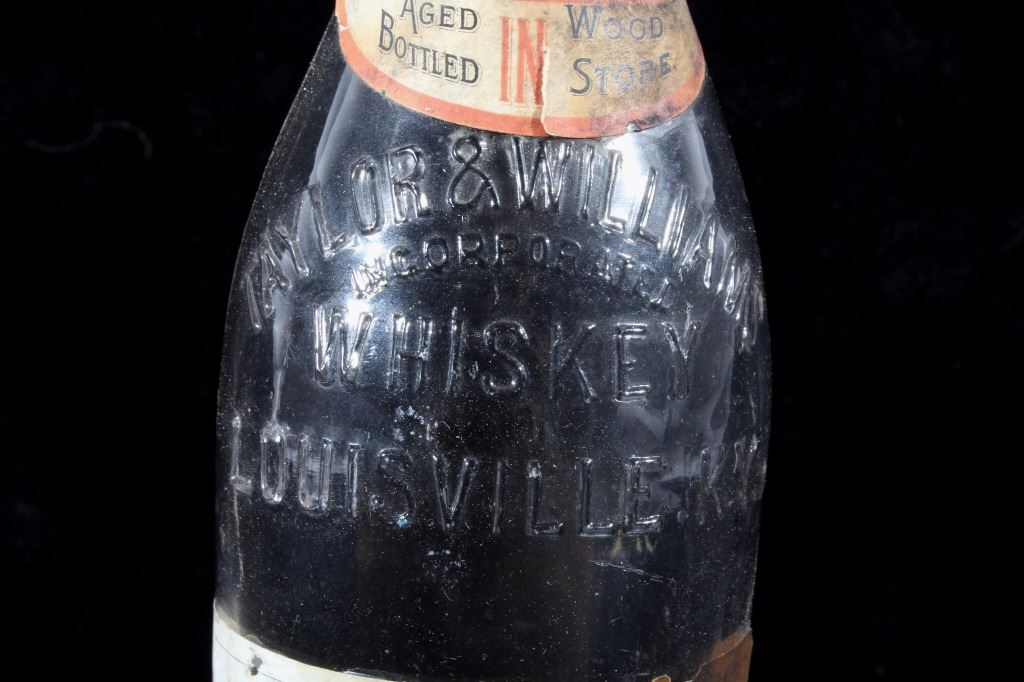 AGED IN WOOD
BOTTLED IN STORE
TAYLOR & WILLIAMS
INCORPORATED
WHISKEY
LOUISVILLE KY